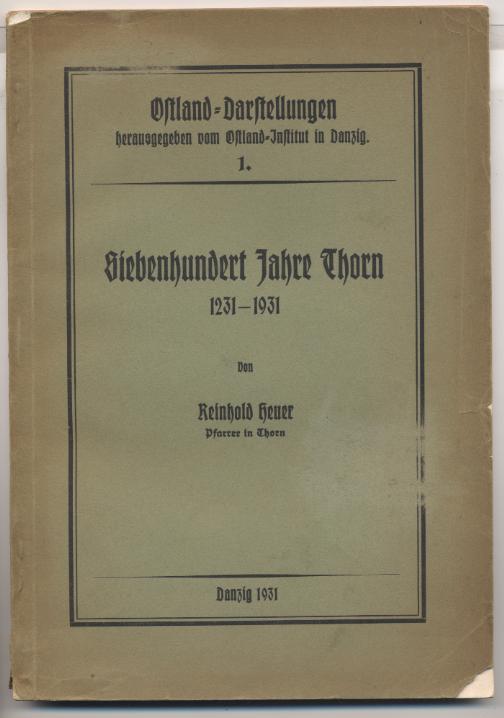 Ostland-Darstellungen
herausgegeben vom Ostland-Institut in Danzig.
1.
Siebenhundert Jahre Thorn
1231—1931
Von
Reinhold Heuer
Pfarrer in Thorn
Danzig 1931